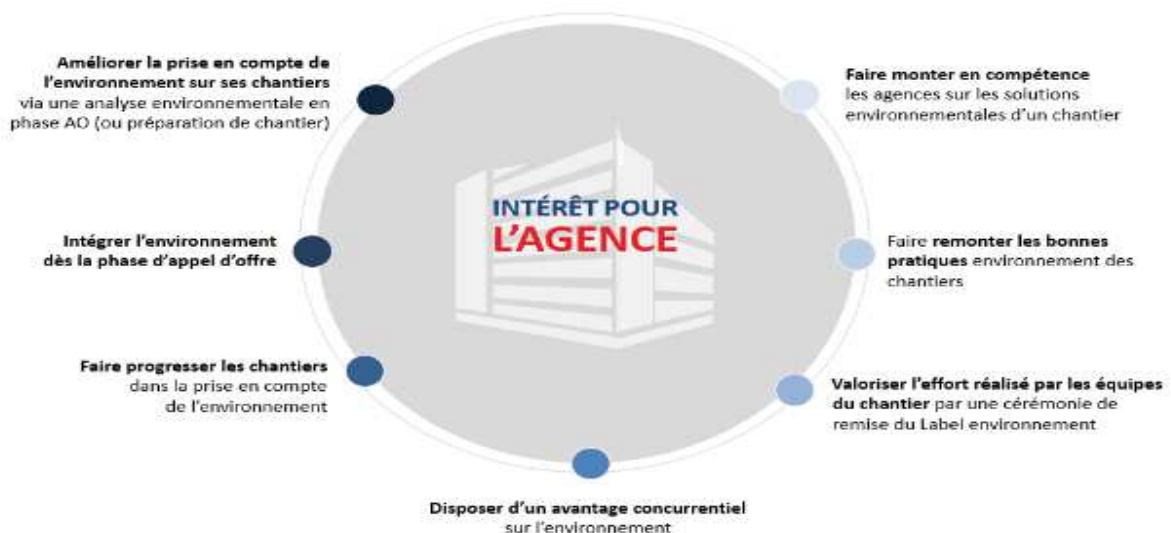 Améliorer la prise en compte de
l'environnement sur ses chantiers
via une analyse environnementale en
phase AO (ou préparation de chantier)
Faire monter en compétence
les agences sur les solutions
environnementales d'un chantier
INTÉRÊT POUR
L'AGENCE
Intégrer l'environnement
dès la phase d'appel d'offre
Faire remonter les bonnes
pratiques environnement des
chantiers
Faire progresser les chantiers
dans la prise en compte
de l'environnement
Valoriser l'effort réalisé par les équipes
du chantier par une cérémonie de
remise du Label environnement
Disposer d'un avantage concurrentiel
sur l'environnement